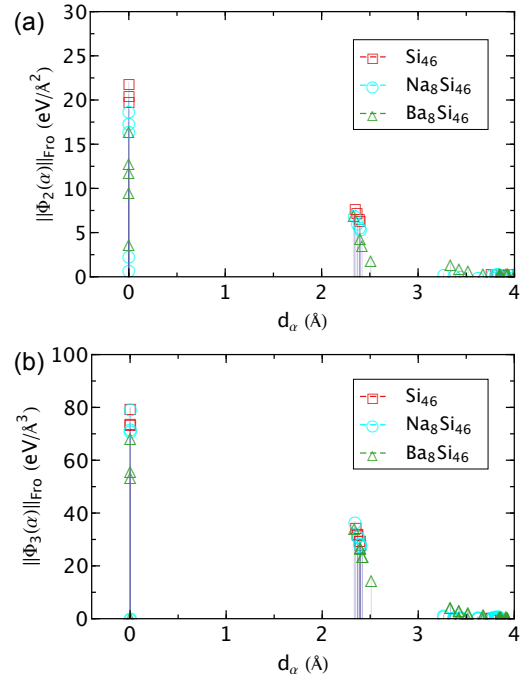 (a)
30
25
20
15
10
5
0
||Φ₂(α)||Fro (eV/Å²)
Si₄₆
Na₈Si₄₆
Ba₈Si₄₆
0 1 2 3 4
dα (Å)
(b)
100
80
60
40
20
0
||Φ₃(α)||Fro (eV/Å³)
Si₄₆
Na₈Si₄₆
Ba₈Si₄₆
0 1 2 3 4
dα (Å)